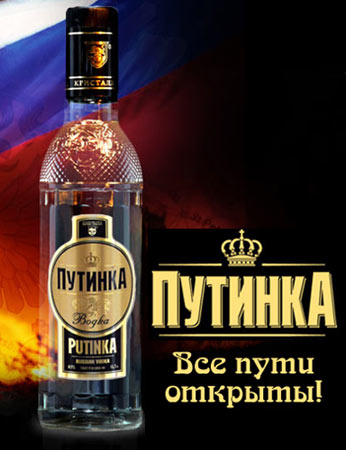 КРИСТАЛЛ
ПУТИНКА
Водка
PUTINKA
RUSSIAN VODKA
ПУТИНКА
Все пути
открыты!